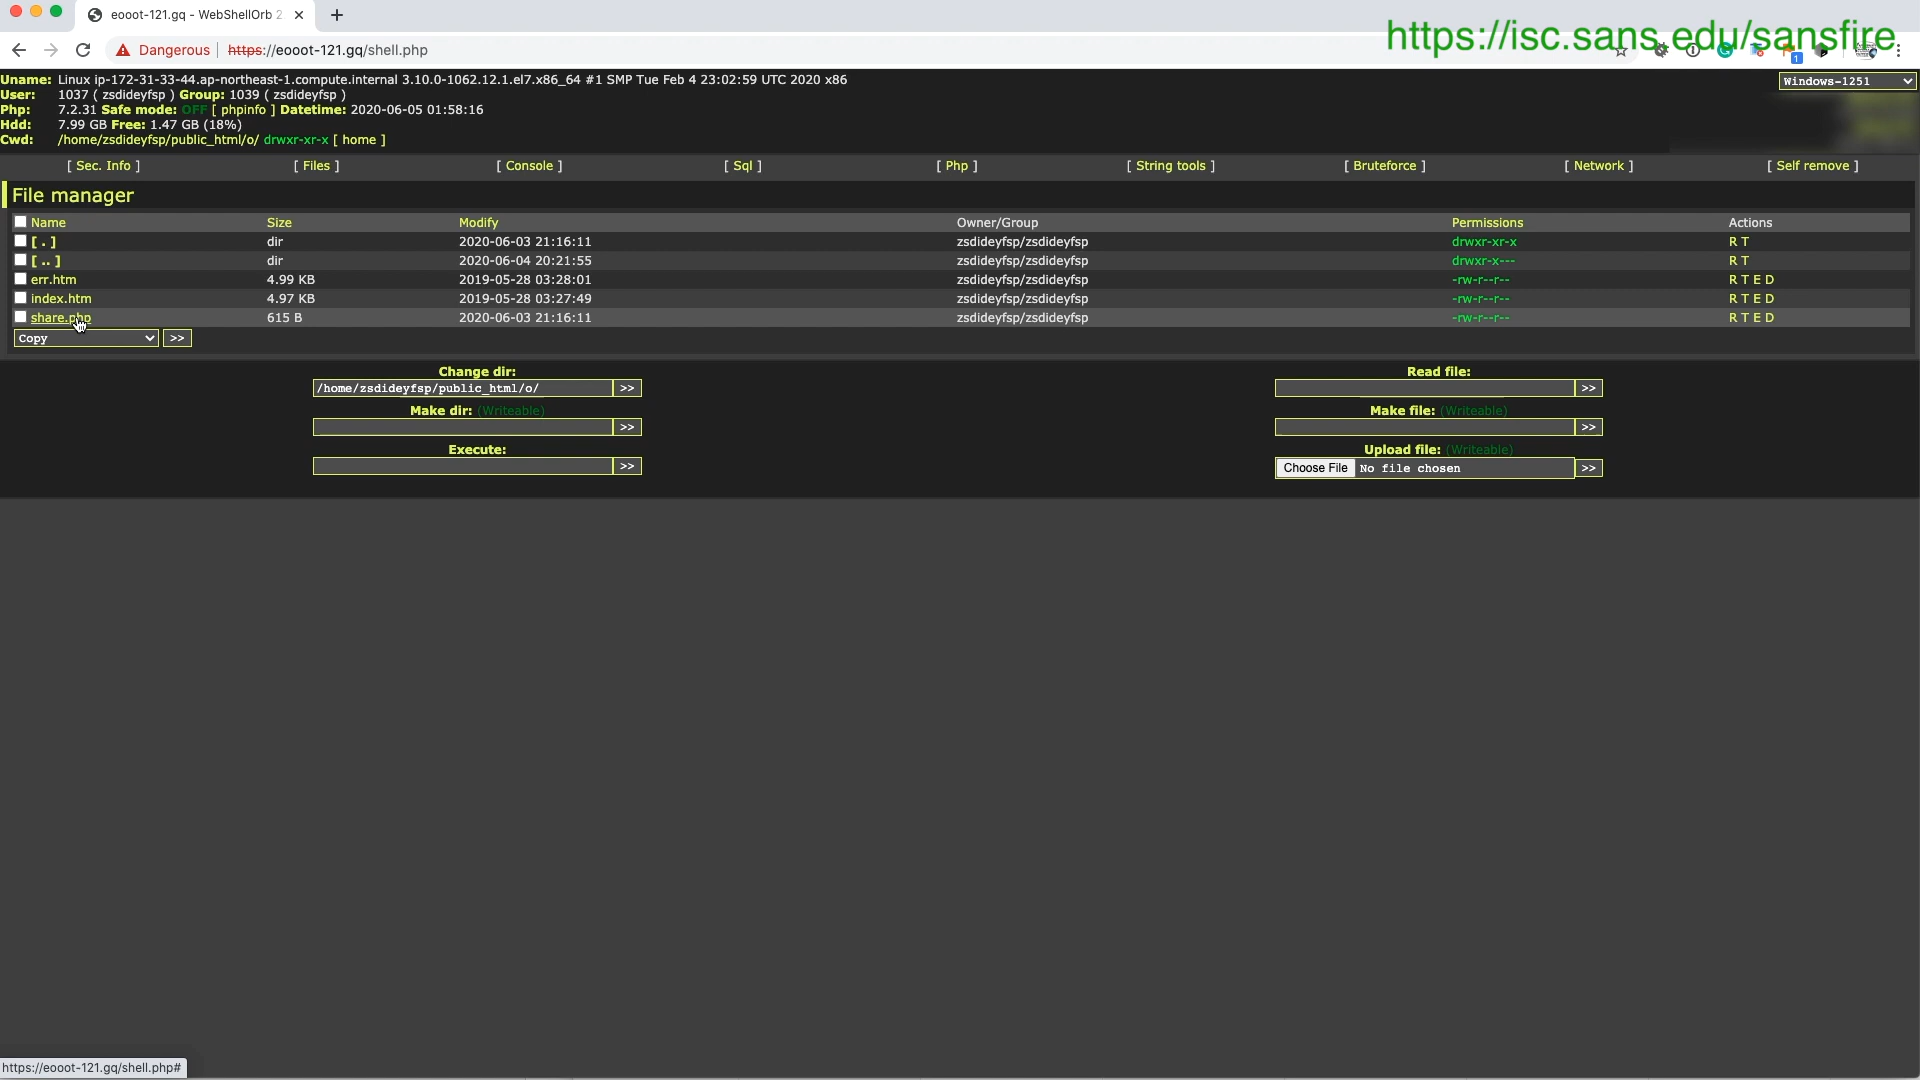 eooot-121.gq - WebShellOrb 2
https://isc.sans.edu/sansfire
Dangerous https://eooot-121.gq/shell.php
Uname: Linux ip-172-31-33-44.ap-northeast-1.compute.internal 3.10.0-1062.12.1.el7.x86_64 #1 SMP Tue Feb 4 23:02:59 UTC 2020 x86
Windows-1251
User: 1037 ( zsdideyfsp ) Group: 1039 ( zsdideyfsp )
Php: 7.2.31 Safe mode: OFF [ phpinfo ] Datetime: 2020-06-05 01:58:16
Hdd: 7.99 GB Free: 1.47 GB (18%)
Cwd: /home/zsdideyfsp/public_html/o/ drwxr-xr-x [ home ]
[ Sec. Info ] [ Files ] [ Console ] [ Sql ] [ Php ] [ String tools ] [ Bruteforce ] [ Network ] [ Self remove ]
File manager
Name Size Modify Owner/Group Permissions Actions
[ . ] dir 2020-06-03 21:16:11 zsdideyfsp/zsdideyfsp drwxr-xr-x R T
[ .. ] dir 2020-06-04 20:21:55 zsdideyfsp/zsdideyfsp drwxr-x--- R T
err.htm 4.99 KB 2019-05-28 03:28:01 zsdideyfsp/zsdideyfsp -rw-r--r-- R T E D
index.htm 4.97 KB 2019-05-28 03:27:49 zsdideyfsp/zsdideyfsp -rw-r--r-- R T E D
share.php 615 B 2020-06-03 21:16:11 zsdideyfsp/zsdideyfsp -rw-r--r-- R T E D
Copy >>
Change dir: Read file:
/home/zsdideyfsp/public_html/o/ >> >>
Make dir: (Writeable) Make file: (Writeable)
>> >>
Execute: Upload file: (Writeable)
>> Choose File No file chosen >>
https://eooot-121.gq/shell.php#